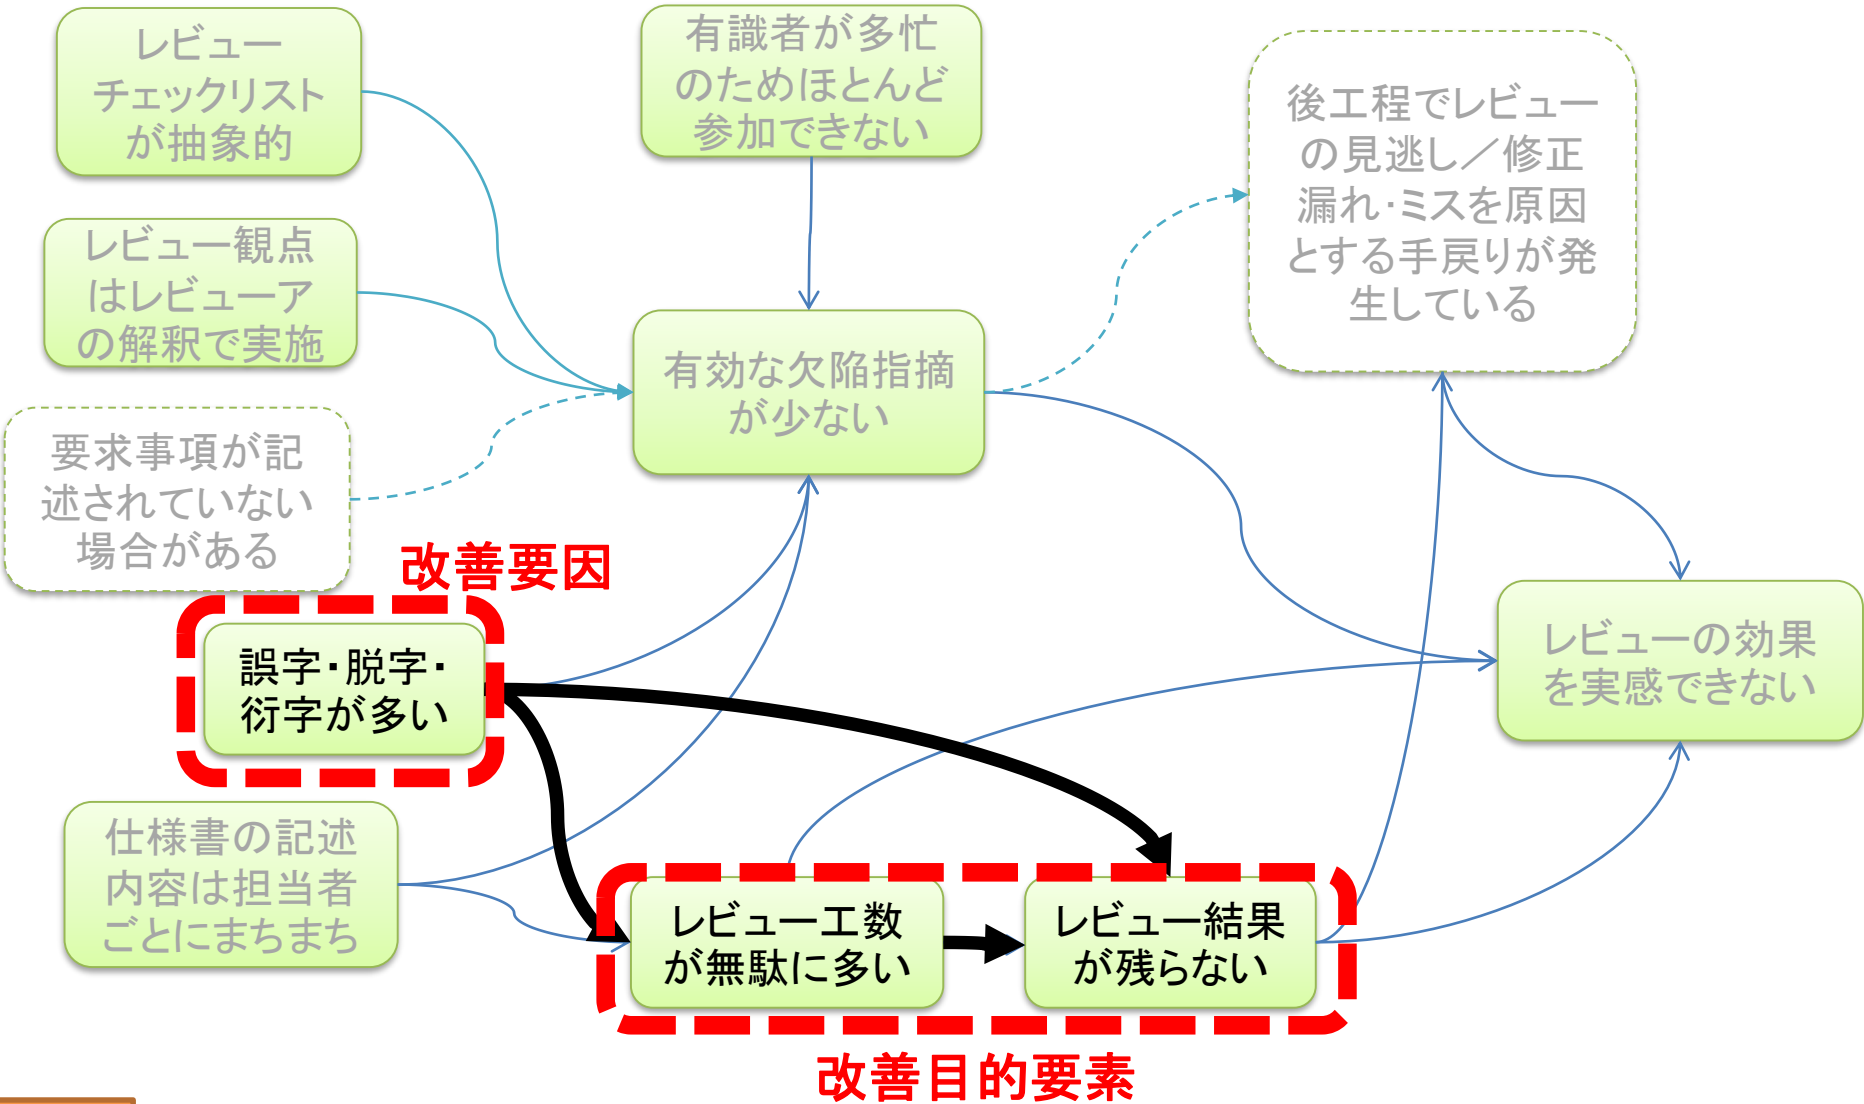 レビュー
チェックリスト
が抽象的
有識者が多忙
のためほとんど
参加できない
後工程でレビュー
の見逃し／修正
漏れ・ミスを原因
とする手戻りが発
生している
レビュー観点
はレビューア
の解釈で実施
有効な欠陥指摘
が少ない
要求事項が記
述されていない
場合がある
改善要因
誤字・脱字・
衍字が多い
レビューの効果
を実感できない
仕様書の記述
内容は担当者
ごとにまちまち
レビュー工数
が無駄に多い
レビュー結果
が残らない
改善目的要素